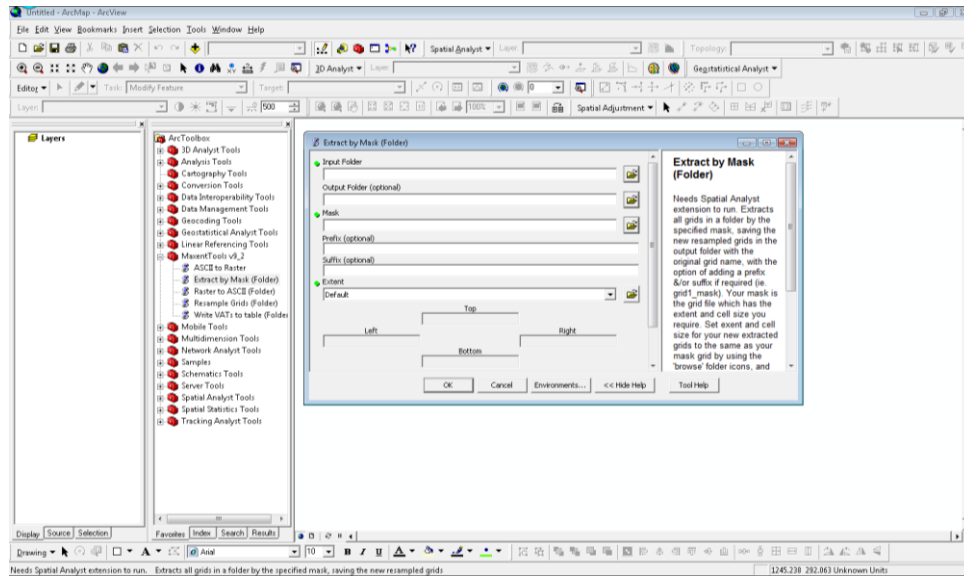 Untitled - ArcMap - ArcView
File Edit View Bookmarks Insert Selection Tools Window Help
Spatial Analyst Layer: Topology:
3D Analyst Layer: Geostatistical Analyst
Editor Task: Modify Feature Target: 0
Layer: 500 100% Spatial Adjustment
Layers
ArcToolbox
3D Analyst Tools
Analysis Tools
Cartography Tools
Conversion Tools
Data Interoperability Tools
Data Management Tools
Geocoding Tools
Geostatistical Analyst Tools
Linear Referencing Tools
MaxentTools v9_2
ASCII to Raster
Extract by Mask (Folder)
Raster to ASCII (Folder)
Resample Grids (Folder)
Write VATs to table (Folder
Mobile Tools
Multidimension Tools
Network Analyst Tools
Samples
Schematics Tools
Server Tools
Spatial Analyst Tools
Spatial Statistics Tools
Tracking Analyst Tools
Extract by Mask (Folder)
Input Folder
Output Folder (optional)
Mask
Prefix (optional)
Suffix (optional)
Extent
Default
Top
Left Right
Bottom
OK Cancel Environments... << Hide Help Tool Help
Extract by Mask
(Folder)
Needs Spatial Analyst
extension to run. Extracts
all grids in a folder by the
specified mask, saving the
new resampled grids in the
output folder with the
original grid name, with the
option of adding a prefix
&/or suffix if required (ie.
grid1_mask). Your mask is
the grid file which has the
extent and cell size you
require. Set exent and cell
size for your new extracted
grids to the same as your
mask grid by using the
'browse' folder icons, and
Display Source Selection
Favorites Index Search Results
Drawing A Arial 10 B I U A
Needs Spatial Analyst extension to run. Extracts all grids in a folder by the specified mask, saving the new resampled grids
1245.238 292.063 Unknown Units